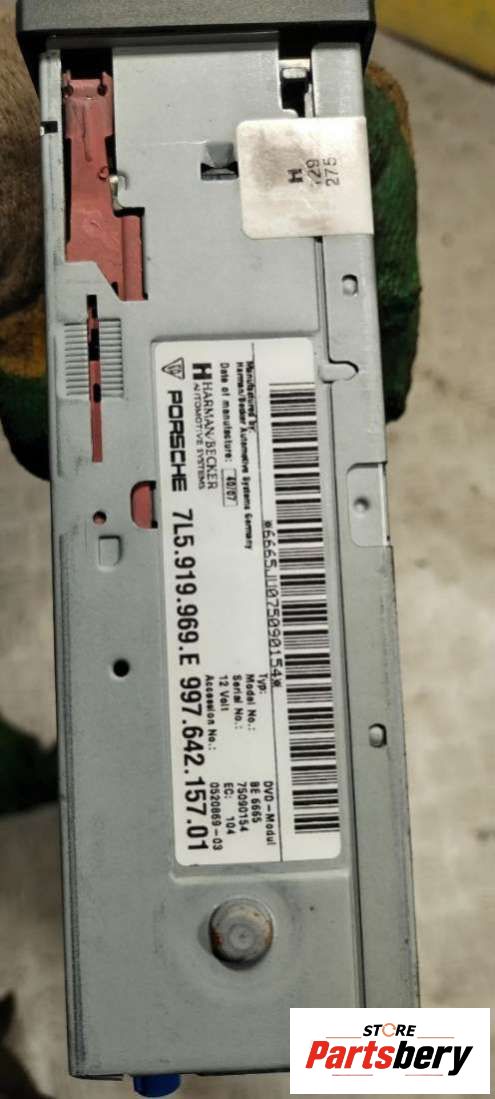 H
129
275
Manufactured by:
Harman/Becker Automotive Systems Germany
Date of manufacture: 40/07
HARMAN/BECKER
AUTOMOTIVE SYSTEMS
PORSCHE 7L5.919.969.E 997.642.157.01
*6665JU075090154*
Typ: DVD-Modul
Model No.: BE 6665
Serial No.: 75090154
12 Volt EC: 104
Accession No.: 0520869-03
STORE
Partsbery